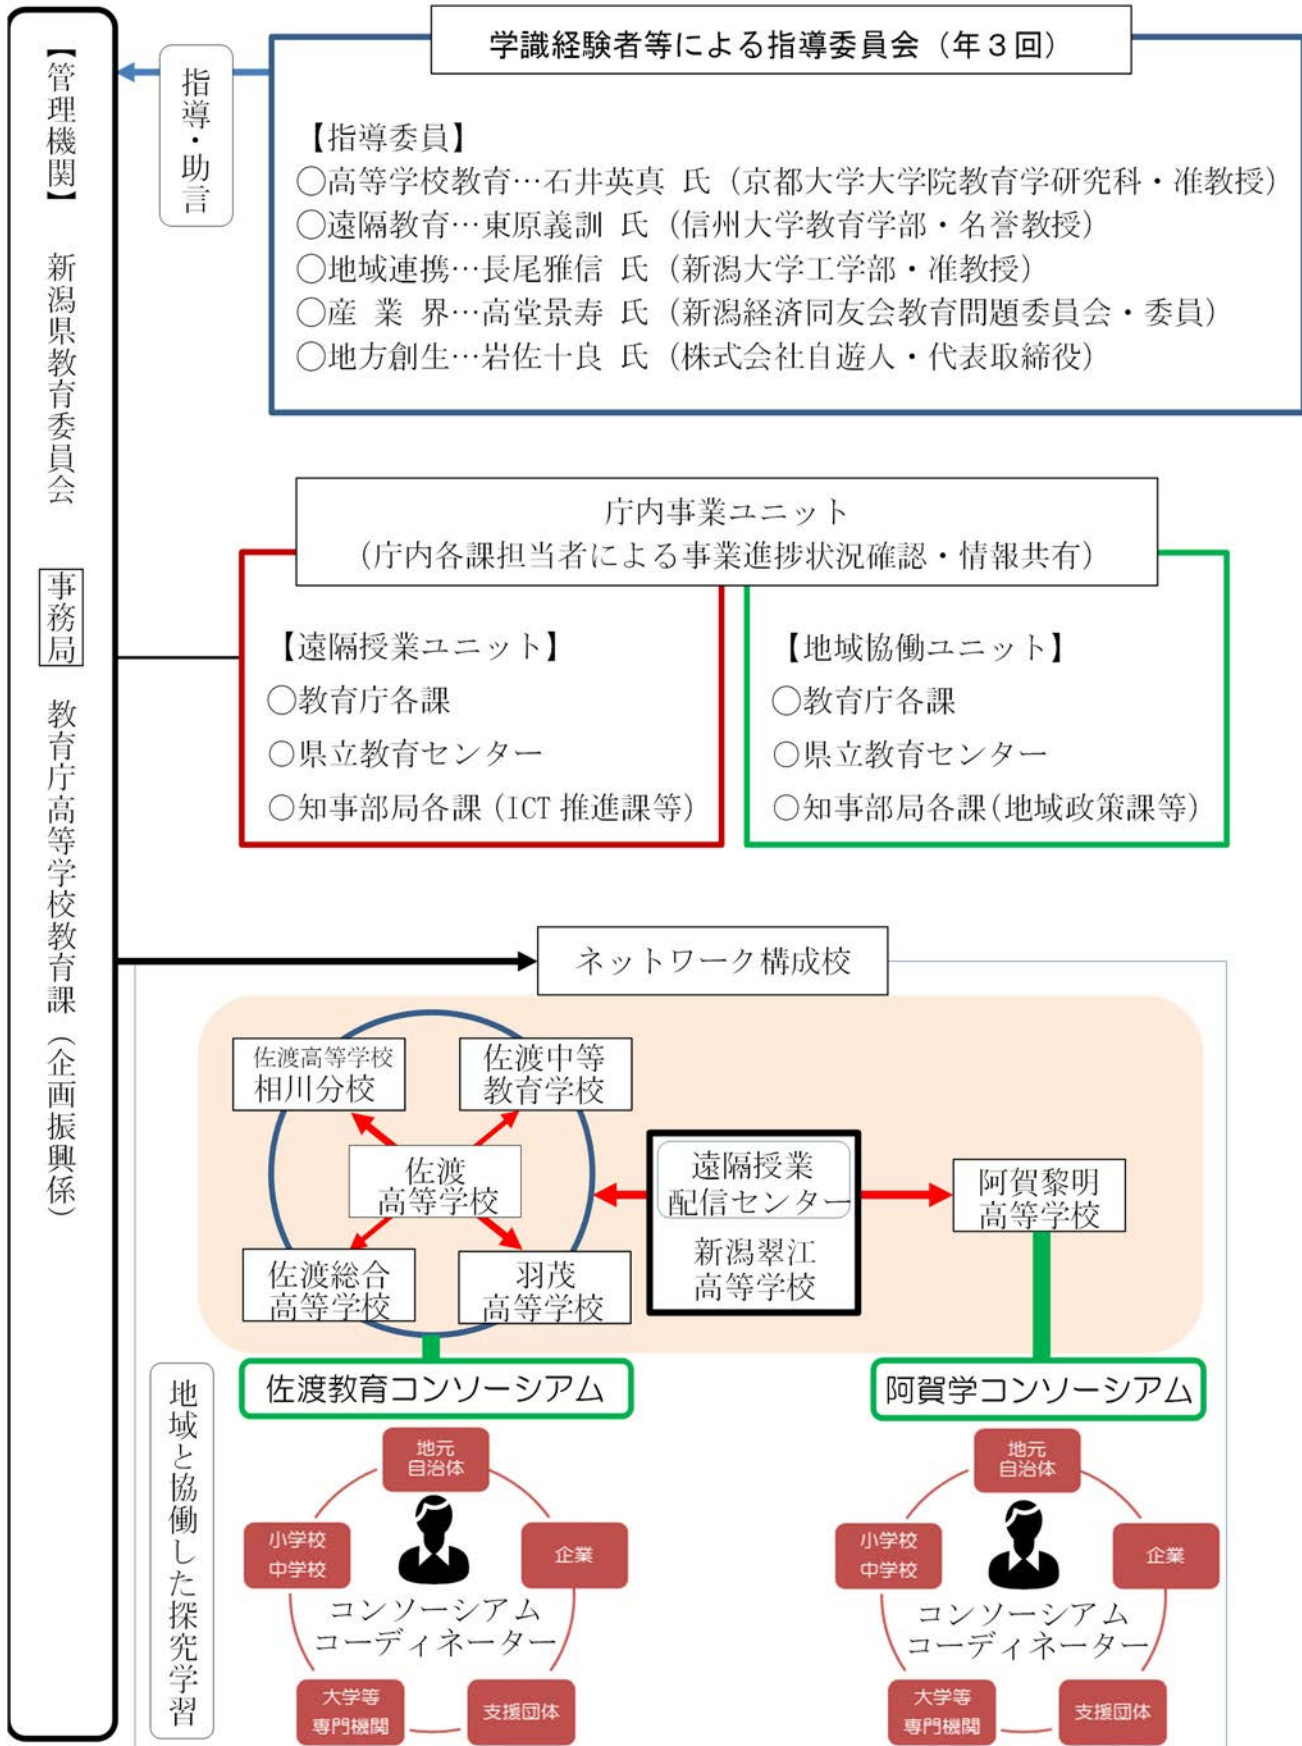 【管理機関】 新潟県教育委員会 事務局 教育庁高等学校教育課（企画振興係）
指導・助言
学識経験者等による指導委員会（年３回）
【指導委員】
○高等学校教育…石井英真 氏（京都大学大学院教育学研究科・准教授）
○遠隔教育…東原義訓 氏（信州大学教育学部・名誉教授）
○地域連携…長尾雅信 氏（新潟大学工学部・准教授）
○産 業 界…高堂景寿 氏（新潟経済同友会教育問題委員会・委員）
○地方創生…岩佐十良 氏（株式会社自遊人・代表取締役）
庁内事業ユニット
（庁内各課担当者による事業進捗状況確認・情報共有）
【遠隔授業ユニット】
○教育庁各課
○県立教育センター
○知事部局各課（ICT 推進課等）
【地域協働ユニット】
○教育庁各課
○県立教育センター
○知事部局各課（地域政策課等）
ネットワーク構成校
佐渡高等学校
相川分校
佐渡中等
教育学校
佐渡
高等学校
佐渡総合
高等学校
羽茂
高等学校
遠隔授業
配信センター
新潟翠江
高等学校
阿賀黎明
高等学校
地域と協働した探究学習
佐渡教育コンソーシアム
地元
自治体
小学校
中学校
企業
コンソーシアム
コーディネーター
大学等
専門機関
支援団体
阿賀学コンソーシアム
地元
自治体
小学校
中学校
企業
コンソーシアム
コーディネーター
大学等
専門機関
支援団体